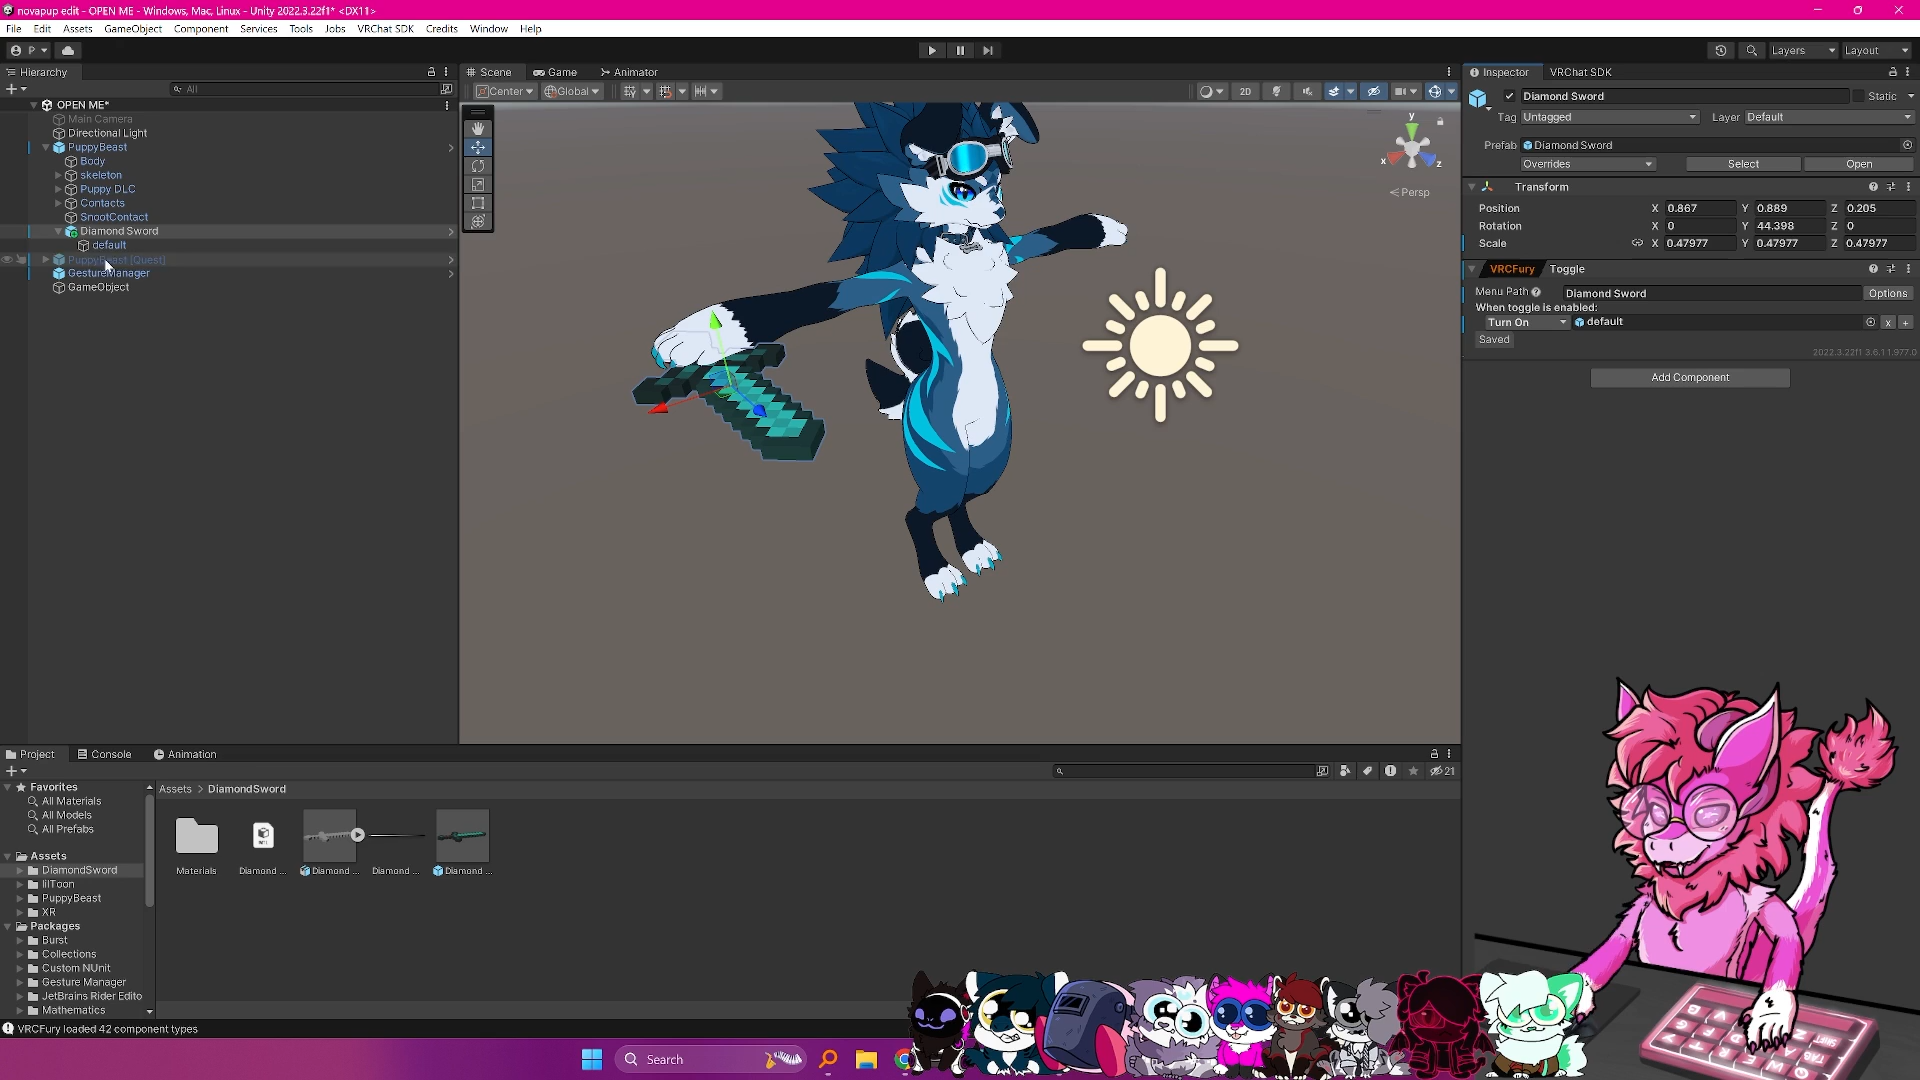 novapup edit - OPEN ME - Windows, Mac, Linux - Unity 2022.3.22f1* <DX11>
File Edit Assets GameObject Component Services Tools Jobs VRChat SDK Credits Window Help
P Layers Layout
Hierarchy
All
OPEN ME*
Main Camera
Directional Light
PuppyBeast
Body
skeleton
Puppy DLC
Contacts
SnootContact
Diamond Sword
default
PuppyBeast [Quest]
GestureManager
GameObject
Scene Game Animator
Center Global 2D
y
x z
Persp
Inspector VRChat SDK
Diamond Sword Static
Tag Untagged Layer Default
Prefab Diamond Sword
Overrides Select Open
Transform
Position X 0.867 Y 0.889 Z 0.205
Rotation X 0 Y 44.398 Z 0
Scale X 0.47977 Y 0.47977 Z 0.47977
VRCFury Toggle
Menu Path Diamond Sword Options
When toggle is enabled:
Turn On default x +
Saved
Add Component
Project Console Animation
21
Favorites
All Materials
All Models
All Prefabs
Assets
DiamondSword
lilToon
PuppyBeast
XR
Packages
Burst
Collections
Custom NUnit
Gesture Manager
JetBrains Rider Edito
Mathematics
Assets > DiamondSword
Materials Diamond ... Diamond ... Diamond ... Diamond ...
VRCFury loaded 42 component types
Search